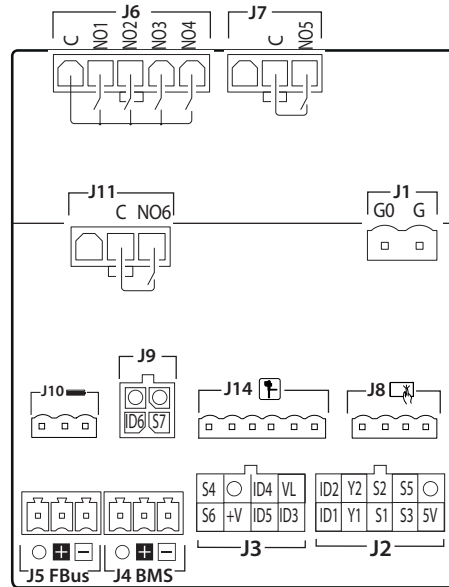 J6 J7
C NO1 NO2 NO3 NO4 C NO5
J11 J1
C NO6 G0 G
J9
J10 J14 J8
ID6 S7
S4 ID4 VL ID2 Y2 S2 S5
S6 +V ID5 ID3 ID1 Y1 S1 S3 5V
J3 J2
+ − + −
J5 FBus J4 BMS